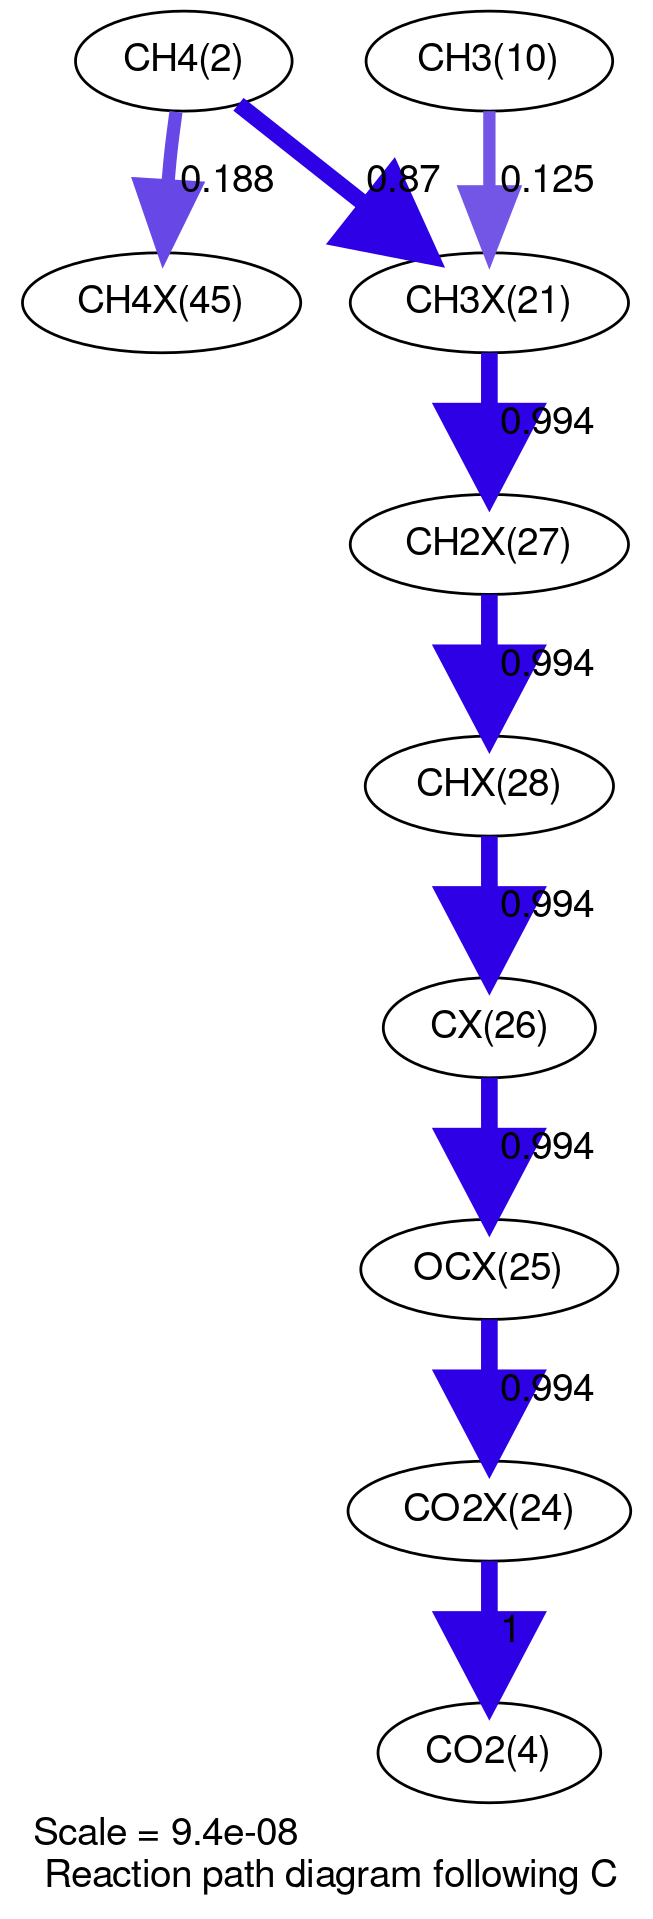 CH4(2)
CH3(10)
0.188
0.87
0.125
CH4X(45)
CH3X(21)
0.994
CH2X(27)
0.994
CHX(28)
0.994
CX(26)
0.994
OCX(25)
0.994
CO2X(24)
1
CO2(4)
Scale = 9.4e-08
Reaction path diagram following C